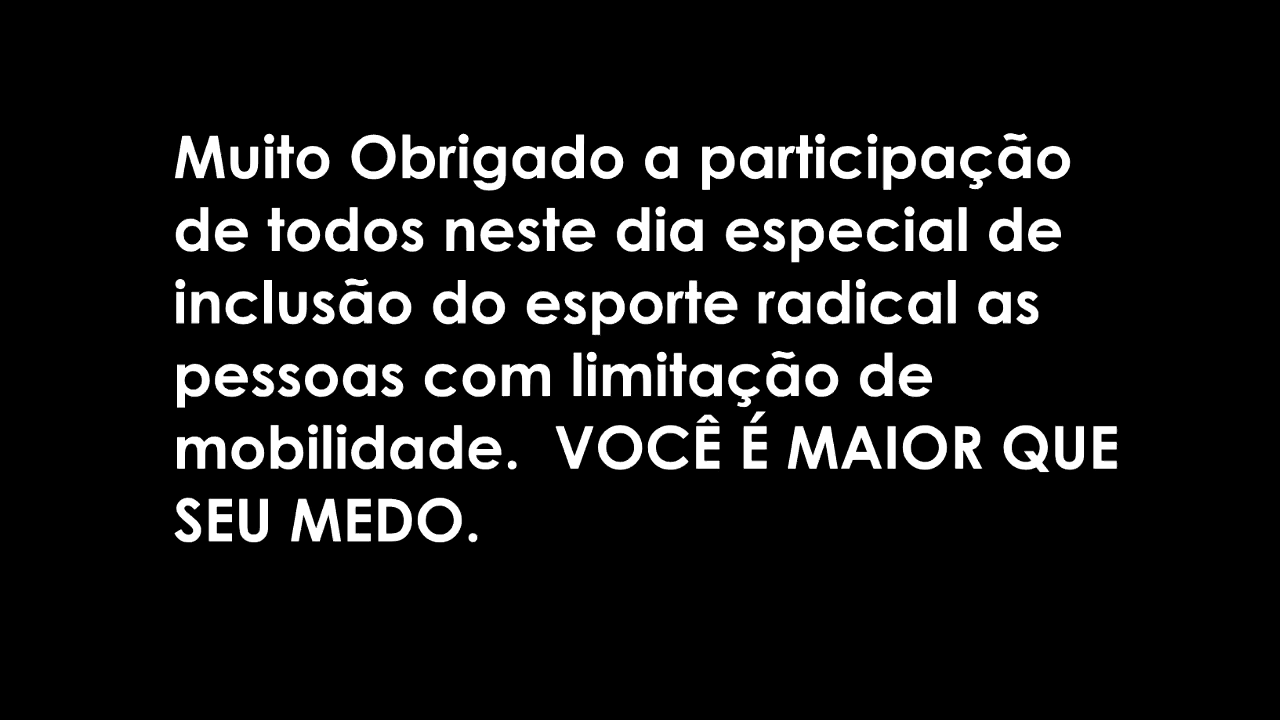 Muito Obrigado a participação
de todos neste dia especial de
inclusão do esporte radical as
pessoas com limitação de
mobilidade.  VOCÊ É MAIOR QUE
SEU MEDO.